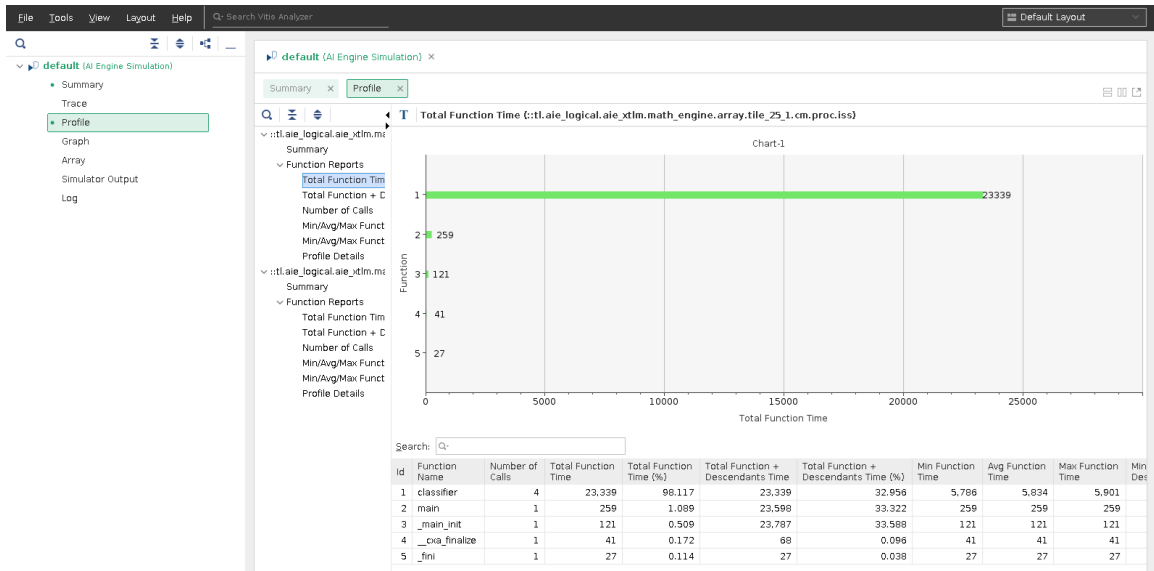 File Tools View Layout Help Search Vitis Analyzer Default Layout
default (AI Engine Simulation)
Summary
Trace
Profile
Graph
Array
Simulator Output
Log
default (AI Engine Simulation) ×
Summary × Profile ×
::tl.aie_logical.aie_xtlm.ma
Summary
Function Reports
Total Function Tim
Total Function + D
Number of Calls
Min/Avg/Max Funct
Min/Avg/Max Funct
Profile Details
::tl.aie_logical.aie_xtlm.ma
Summary
Function Reports
Total Function Tim
Total Function + D
Number of Calls
Min/Avg/Max Funct
Min/Avg/Max Funct
Profile Details
T Total Function Time (::tl.aie_logical.aie_xtlm.math_engine.array.tile_25_1.cm.proc.iss)
Chart-1
Function
1 23339
2 259
3 121
4 41
5 27
0 5000 10000 15000 20000 25000
Total Function Time
Search:
Id Function Name Number of Calls Total Function Time Total Function Time (%) Total Function + Descendants Time Total Function + Descendants Time (%) Min Function Time Avg Function Time Max Function Time Min Des
1 classifier 4 23,339 98.117 23,339 32.956 5,786 5,834 5,901
2 main 1 259 1.089 23,598 33.322 259 259 259
3 _main_init 1 121 0.509 23,787 33.588 121 121 121
4 __cxa_finalize 1 41 0.172 68 0.096 41 41 41
5 _fini 1 27 0.114 27 0.038 27 27 27